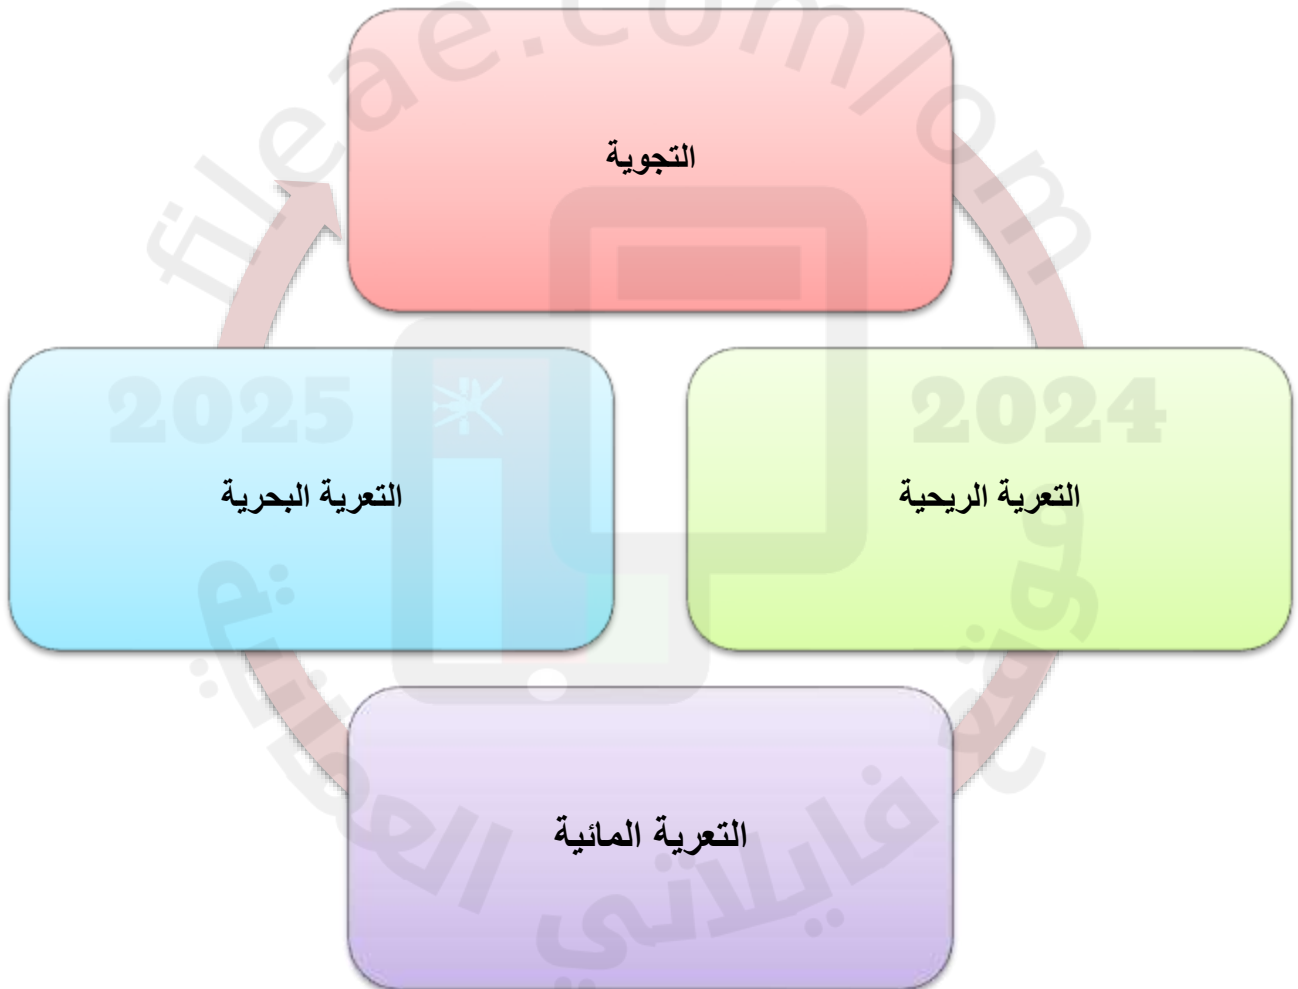 fileae.com/om
التجوية
2025
2024
التعرية البحرية
التعرية الريحية
التعرية المائية
موقع فايلاتي العمانية